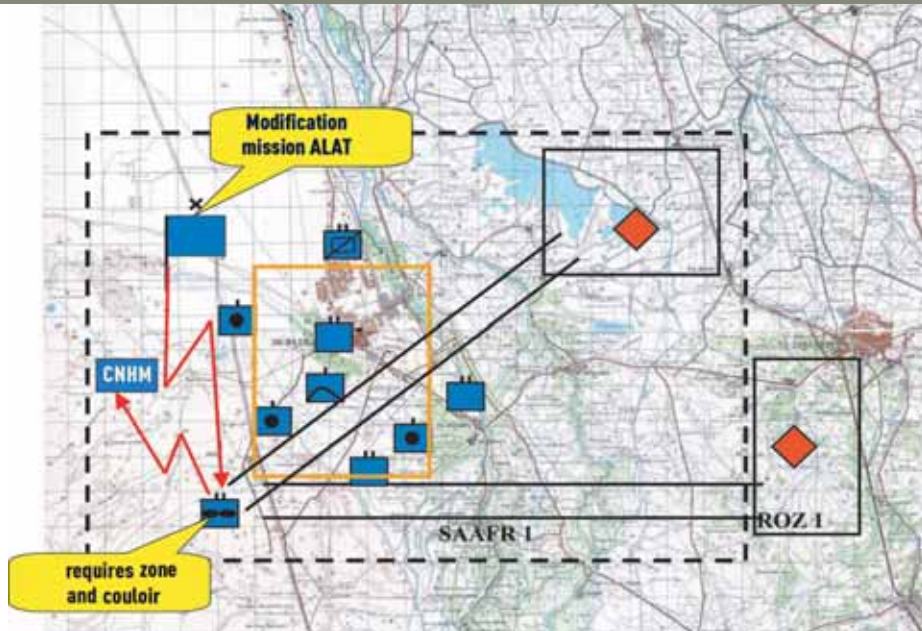 Modification
mission ALAT
CNHM
SAAFR 1
ROZ 1
requires zone
and couloir